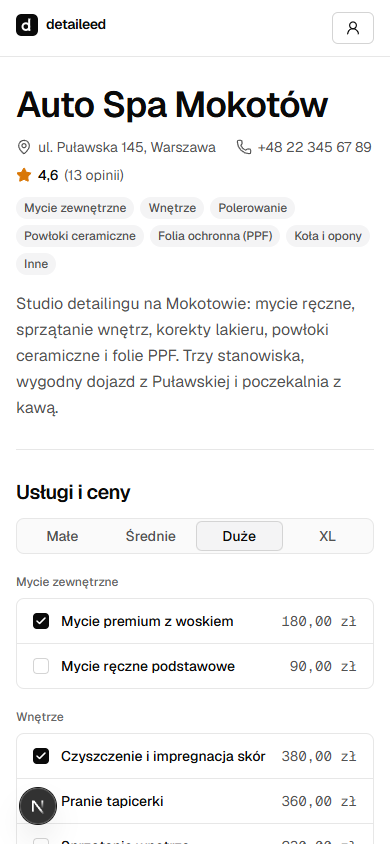 d detaileed
Auto Spa Mokotów
ul. Puławska 145, Warszawa +48 22 345 67 89
4,6 (13 opinii)
Mycie zewnętrzne Wnętrze Polerowanie
Powłoki ceramiczne Folia ochronna (PPF) Koła i opony
Inne
Studio detailingu na Mokotowie: mycie ręczne,
sprzątanie wnętrz, korekty lakieru, powłoki
ceramiczne i folie PPF. Trzy stanowiska,
wygodny dojazd z Puławskiej i poczekalnia z
kawą.
Usługi i ceny
Małe Średnie Duże XL
Mycie zewnętrzne
Mycie premium z woskiem 180,00 zł
Mycie ręczne podstawowe 90,00 zł
Wnętrze
Czyszczenie i impregnacja skór 380,00 zł
N Pranie tapicerki 360,00 zł